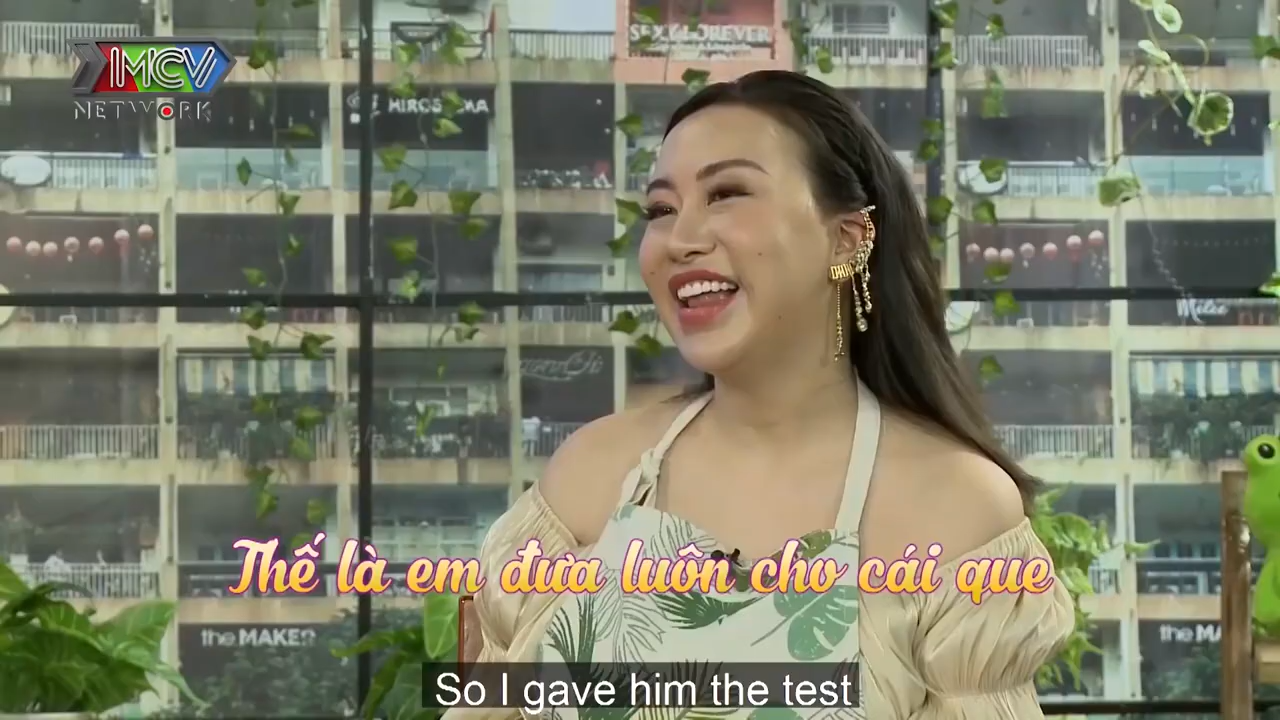 SEXY FOREVER
MCV
NETWORK
HIROSHIMA
the MAKER
Thế là em đưa luôn cho cái que
the MA
So I gave him the test